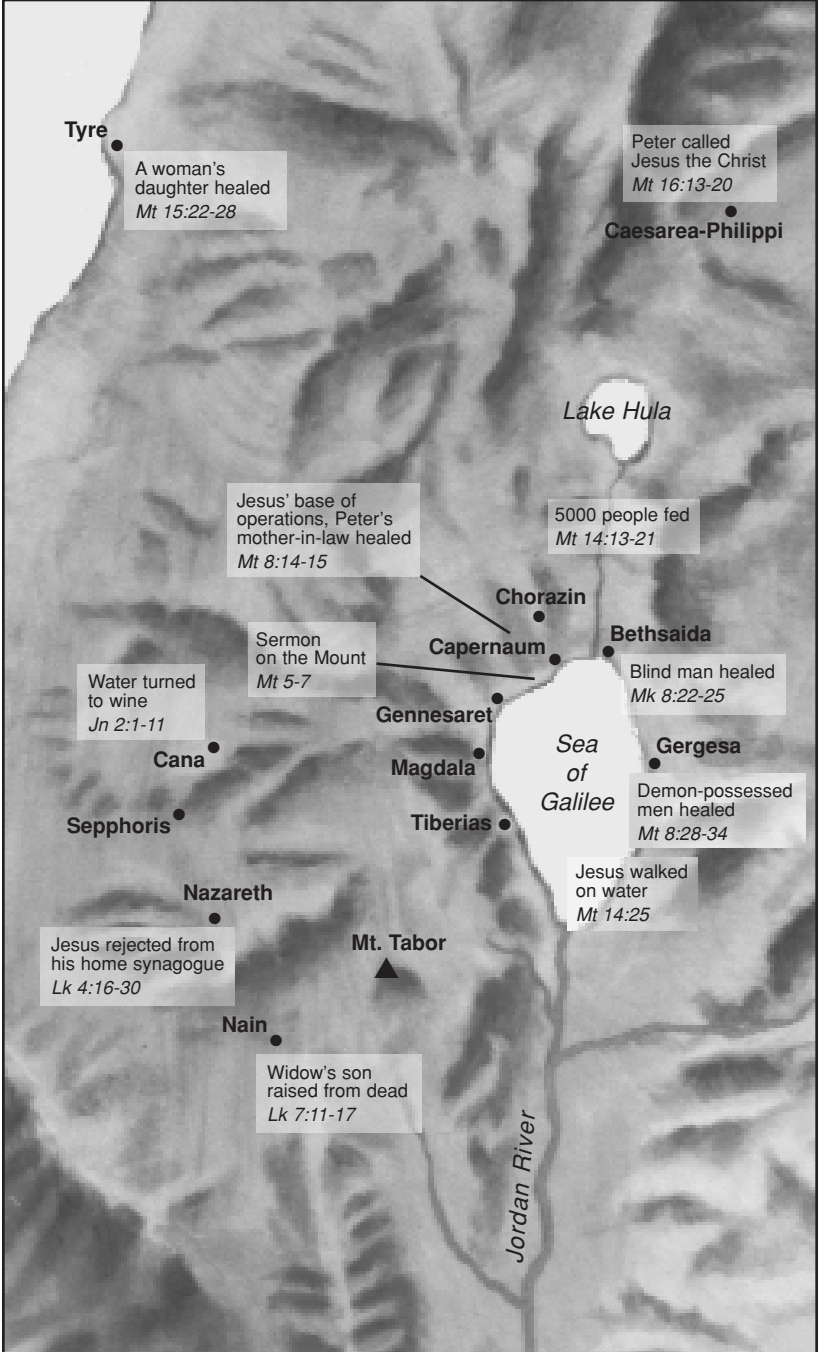 Tyre
A woman's
daughter healed
Mt 15:22-28
Peter called
Jesus the Christ
Mt 16:13-20
Caesarea-Philippi
Lake Hula
Jesus' base of
operations, Peter's
mother-in-law healed
Mt 8:14-15
5000 people fed
Mt 14:13-21
Chorazin
Sermon
on the Mount
Mt 5-7
Capernaum
Bethsaida
Blind man healed
Mk 8:22-25
Water turned
to wine
Jn 2:1-11
Cana
Gennesaret
Magdala
Sea
of
Galilee
Gergesa
Demon-possessed
men healed
Mt 8:28-34
Sepphoris
Tiberias
Jesus walked
on water
Mt 14:25
Nazareth
Jesus rejected from
his home synagogue
Lk 4:16-30
Mt. Tabor
Nain
Widow's son
raised from dead
Lk 7:11-17
Jordan River